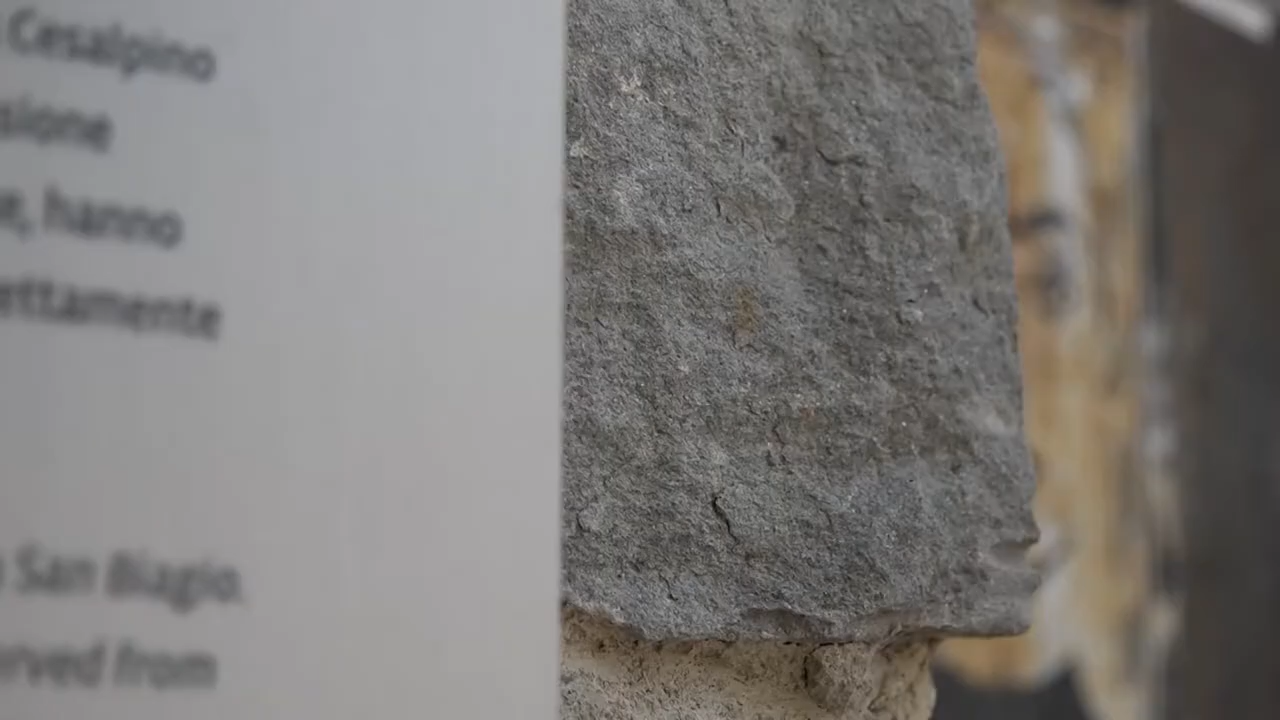 Cesalpino
sione
e, hanno
ettamente
San Biagio.
rved from